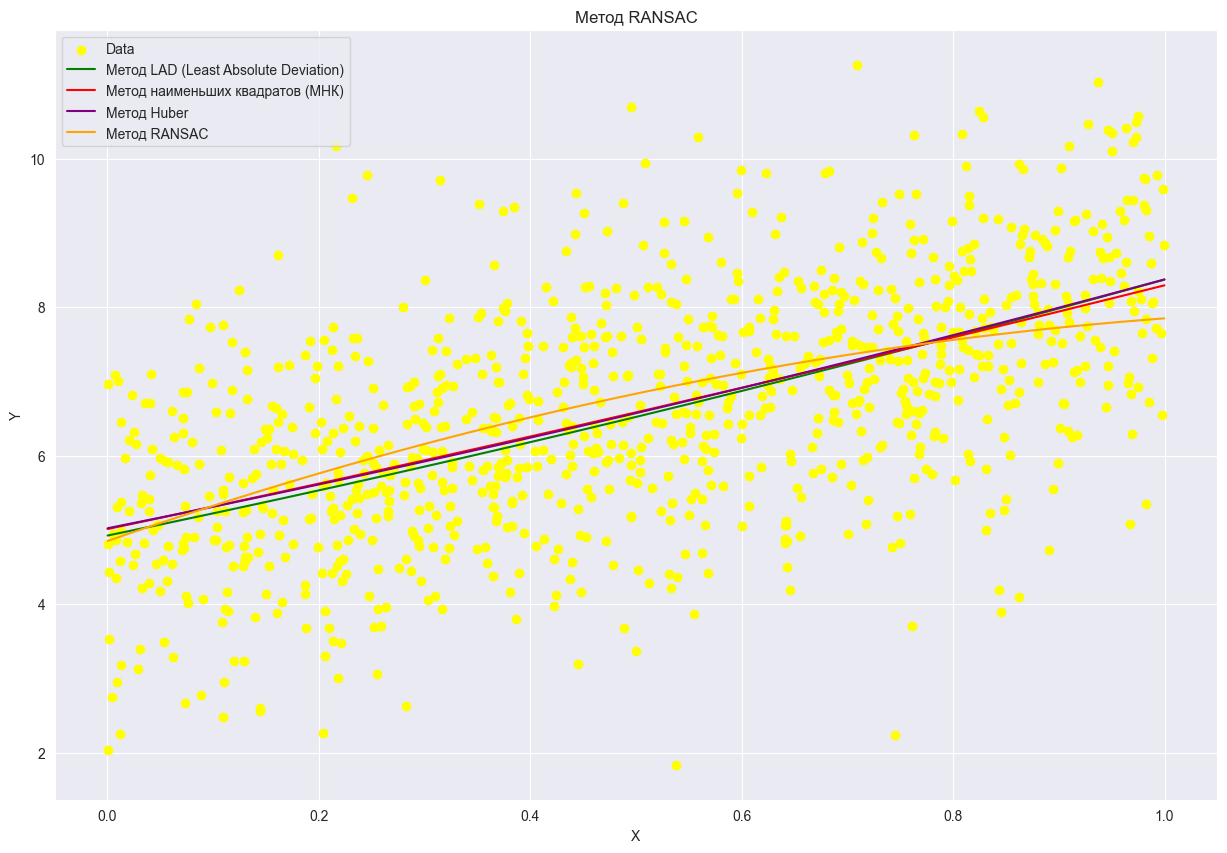 Метод RANSAC
Data
Метод LAD (Least Absolute Deviation)
Метод наименьших квадратов (МНК)
Метод Huber
Метод RANSAC
10
8
6
4
2
Y
0.0 0.2 0.4 0.6 0.8 1.0
X